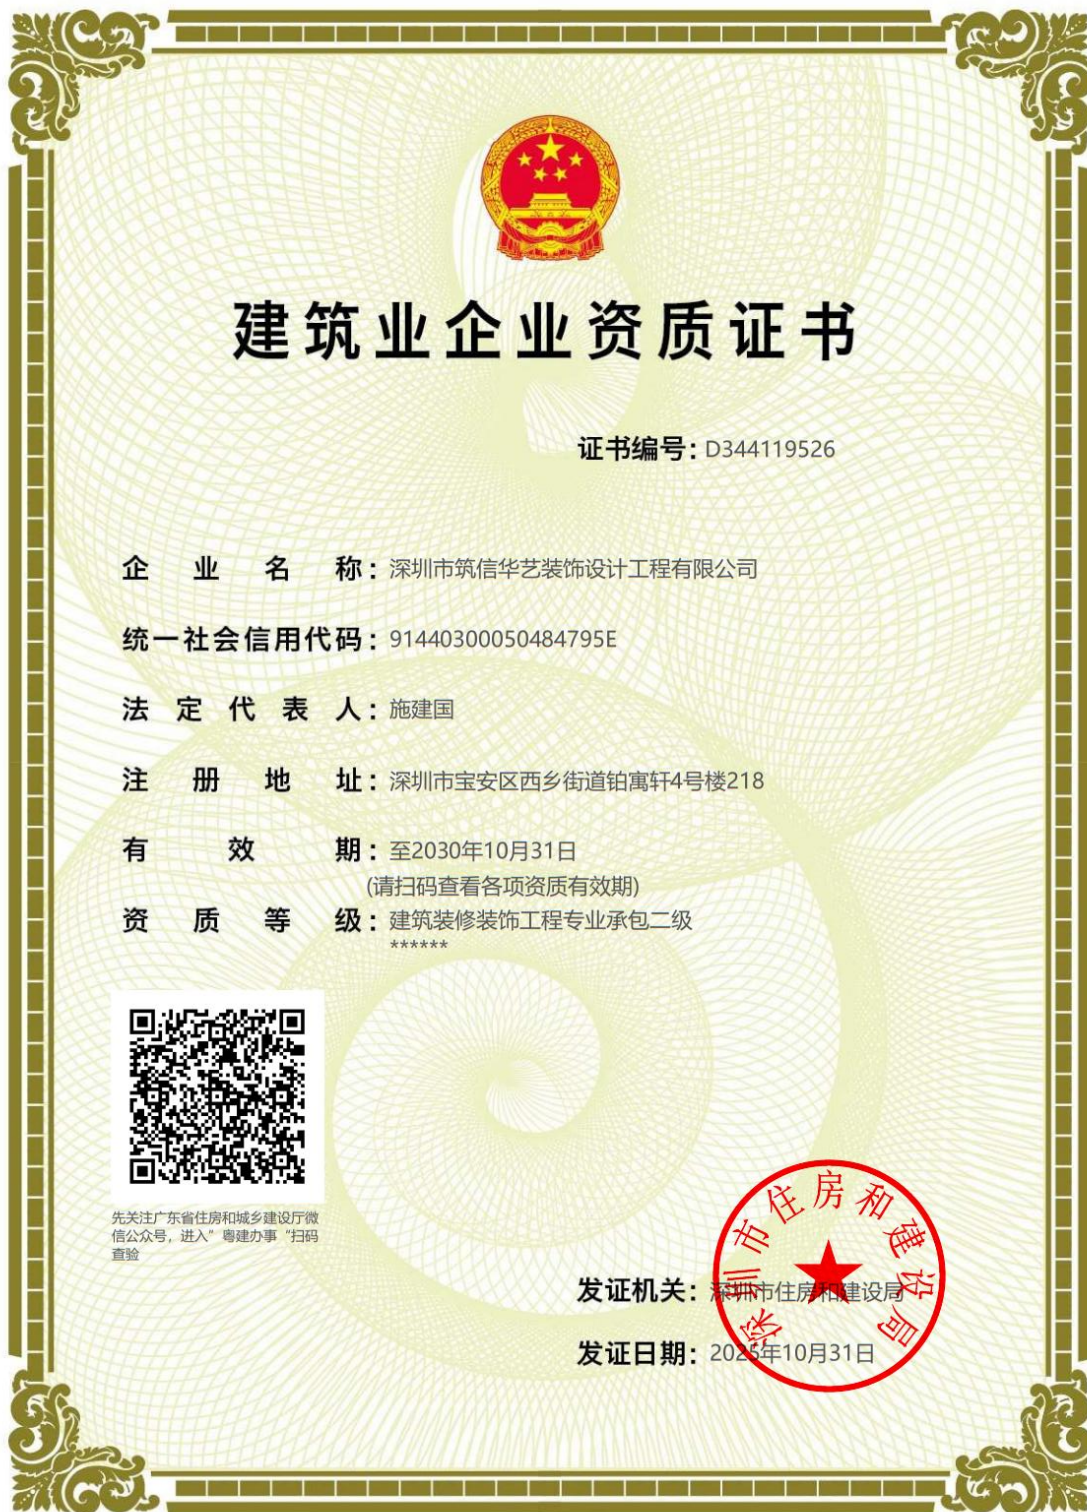 建筑业企业资质证书
证书编号：D344119526
企业名称：深圳市筑信华艺装饰设计工程有限公司
统一社会信用代码：91440300050484795E
法定代表人：施建国
注册地址：深圳市宝安区西乡街道铂寓轩4号楼218
有效期：至2030年10月31日
(请扫码查看各项资质有效期)
资质等级：建筑装修装饰工程专业承包二级
******
先关注广东省住房和城乡建设厅微
信公众号，进入”粤建办事“扫码
查验
发证机关：深圳市住房和建设局
发证日期：2025年10月31日
深圳市住房和建设局